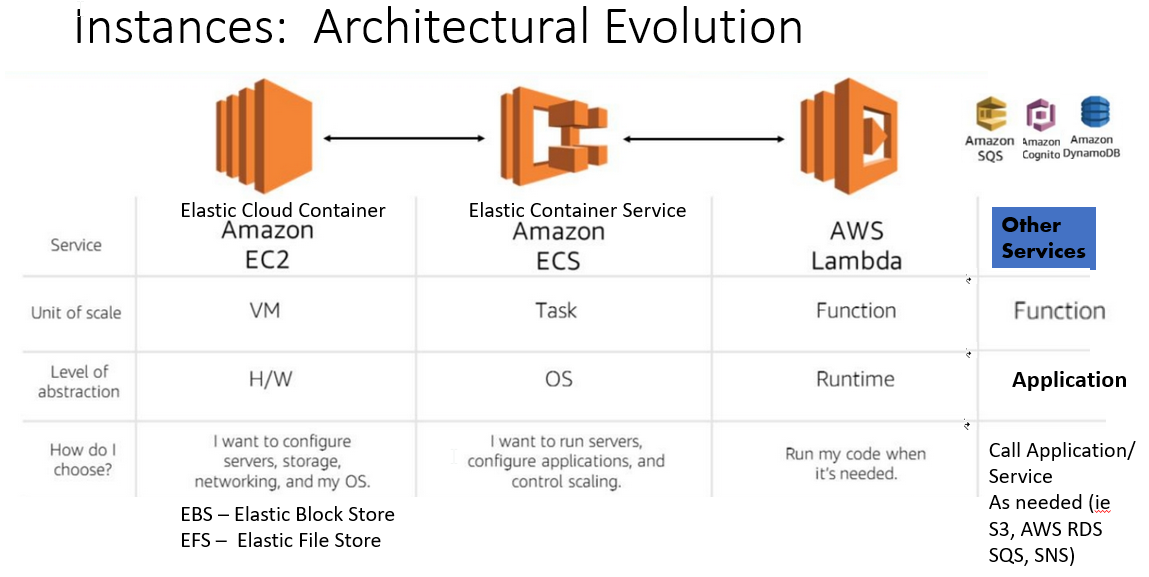 Instances:  Architectural Evolution
Amazon
SQS
Amazon
Cognito
Amazon
DynamoDB
Elastic Cloud Container
Elastic Container Service
Service
Amazon
EC2
Amazon
ECS
AWS
Lambda
Other
Services
Unit of scale
VM
Task
Function
Function
Level of
abstraction
H/W
OS
Runtime
Application
How do I
choose?
I want to configure
servers, storage,
networking, and my OS.
I want to run servers,
configure applications, and
control scaling.
Run my code when
it's needed.
Call Application/
Service
As needed (ie
S3, AWS RDS
SQS, SNS)
EBS – Elastic Block Store
EFS –  Elastic File Store